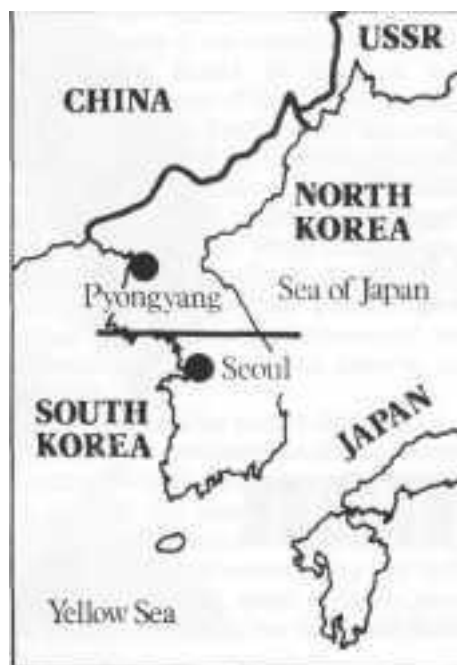 USSR
CHINA
NORTH
KOREA
Pyongyang
Sea of Japan
Seoul
SOUTH
KOREA
JAPAN
Yellow Sea